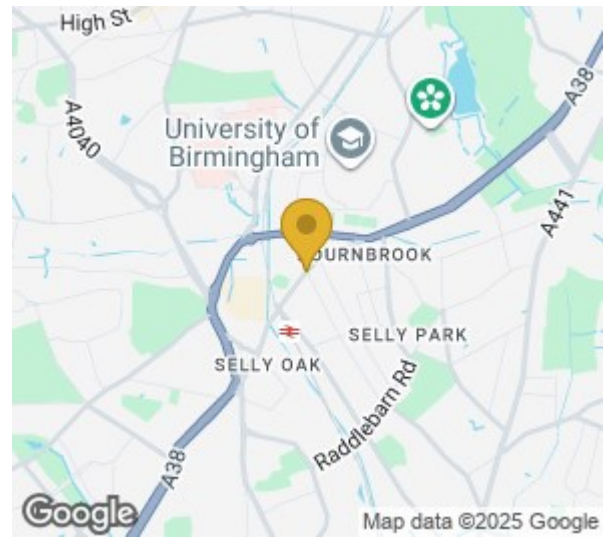 High St
A4040
A38
University of
Birmingham
A441
OURNBROOK
SELLY PARK
SELLY OAK
Raddlebarn Rd
A38
Google
Map data ©2025 Google